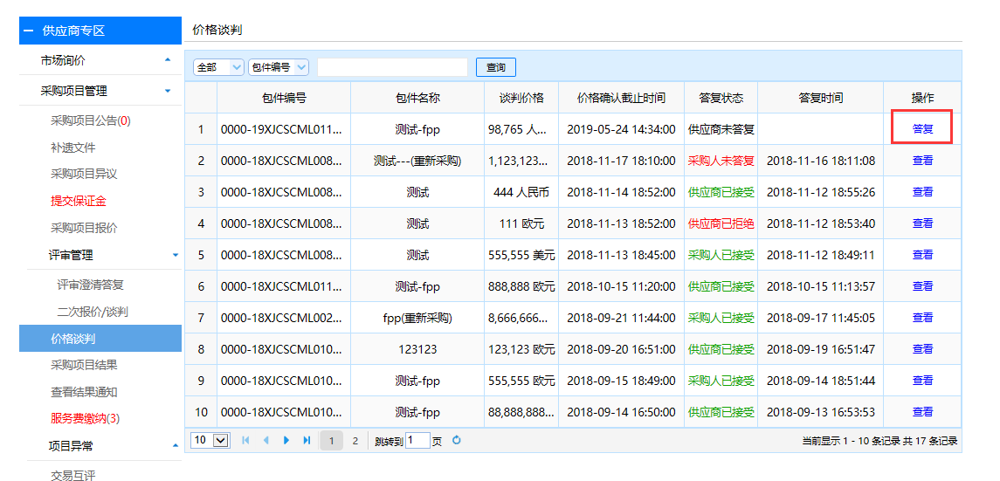 供应商专区
市场询价
采购项目管理
采购项目公告(0)
补遗文件
采购项目异议
提交保证金
采购项目报价
评审管理
评审澄清答复
二次报价/谈判
价格谈判
采购项目结果
查看结果通知
服务费缴纳(3)
项目异常
交易互评
价格谈判
全部 包件编号 查询
包件编号 包件名称 谈判价格 价格确认截止时间 答复状态 答复时间 操作
1 0000-19XJCSCML011... 测试-fpp 98,765 人... 2019-05-24 14:34:00 供应商未答复 答复
2 0000-18XJCSCML008... 测试---(重新采购) 1,123,123... 2018-11-17 18:10:00 采购人未答复 2018-11-16 18:11:08 查看
3 0000-18XJCSCML008... 测试 444 人民币 2018-11-14 18:52:00 供应商已接受 2018-11-12 18:55:26 查看
4 0000-18XJCSCML008... 测试 111 欧元 2018-11-13 18:52:00 供应商已拒绝 2018-11-12 18:53:40 查看
5 0000-18XJCSCML008... 测试 555,555 美元 2018-11-13 18:45:00 采购人已接受 2018-11-12 18:49:11 查看
6 0000-18XJCSCML011... 测试-fpp 888,888 欧元 2018-10-15 11:20:00 供应商已接受 2018-10-15 11:13:57 查看
7 0000-18XJCSCML002... fpp(重新采购) 8,666,666... 2018-09-21 11:44:00 采购人已接受 2018-09-17 11:45:05 查看
8 0000-18XJCSCML010... 123123 123,123 欧元 2018-09-20 16:51:00 供应商已接受 2018-09-19 16:51:47 查看
9 0000-18XJCSCML010... 测试-fpp 555,555 欧元 2018-09-15 18:49:00 采购人已接受 2018-09-14 18:51:44 查看
10 0000-18XJCSCML010... 测试-fpp 88,888,888... 2018-09-14 16:50:00 供应商已接受 2018-09-13 16:53:53 查看
10 1 2 跳转到 1 页 当前显示 1 - 10 条记录 共 17 条记录